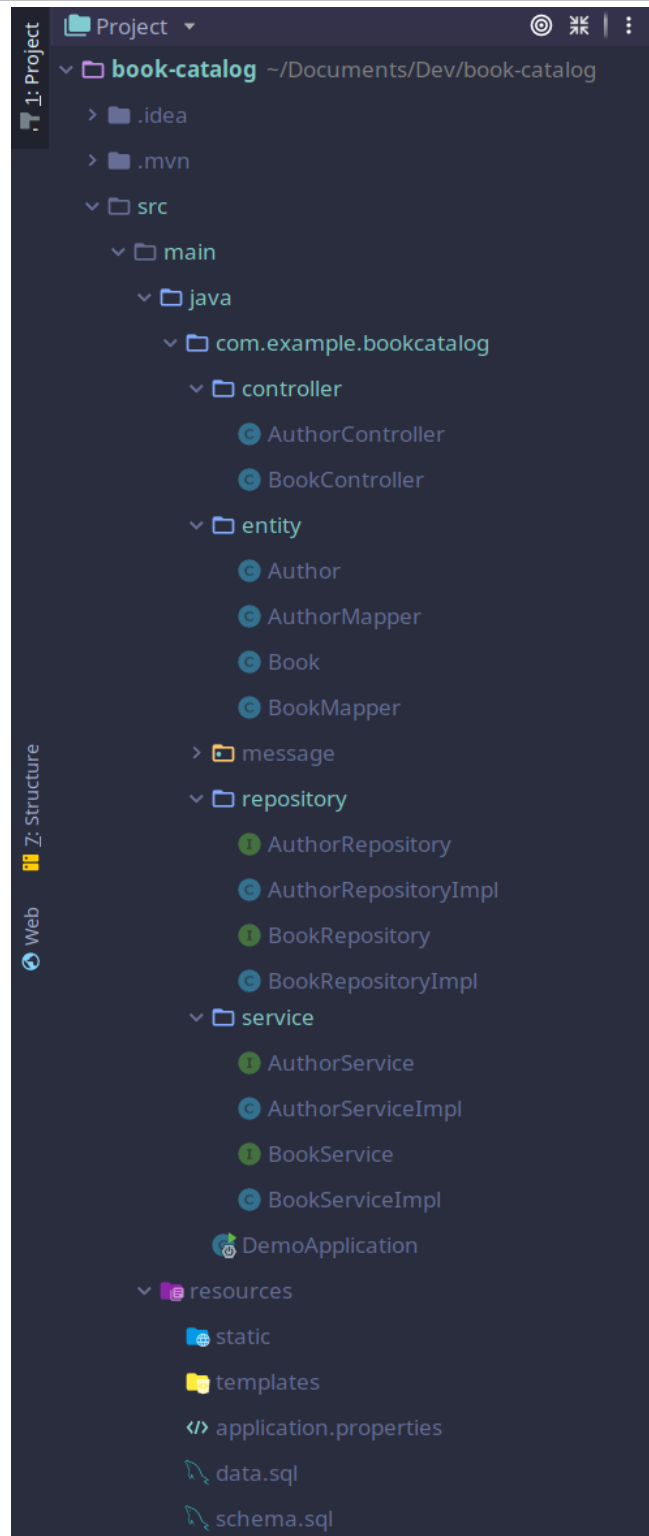 Project
1: Project
book-catalog ~/Documents/Dev/book-catalog
.idea
.mvn
src
main
java
com.example.bookcatalog
controller
AuthorController
BookController
entity
Author
AuthorMapper
Book
BookMapper
message
repository
AuthorRepository
AuthorRepositoryImpl
BookRepository
BookRepositoryImpl
service
AuthorService
AuthorServiceImpl
BookService
BookServiceImpl
DemoApplication
resources
static
templates
application.properties
data.sql
schema.sql
7: Structure
Web